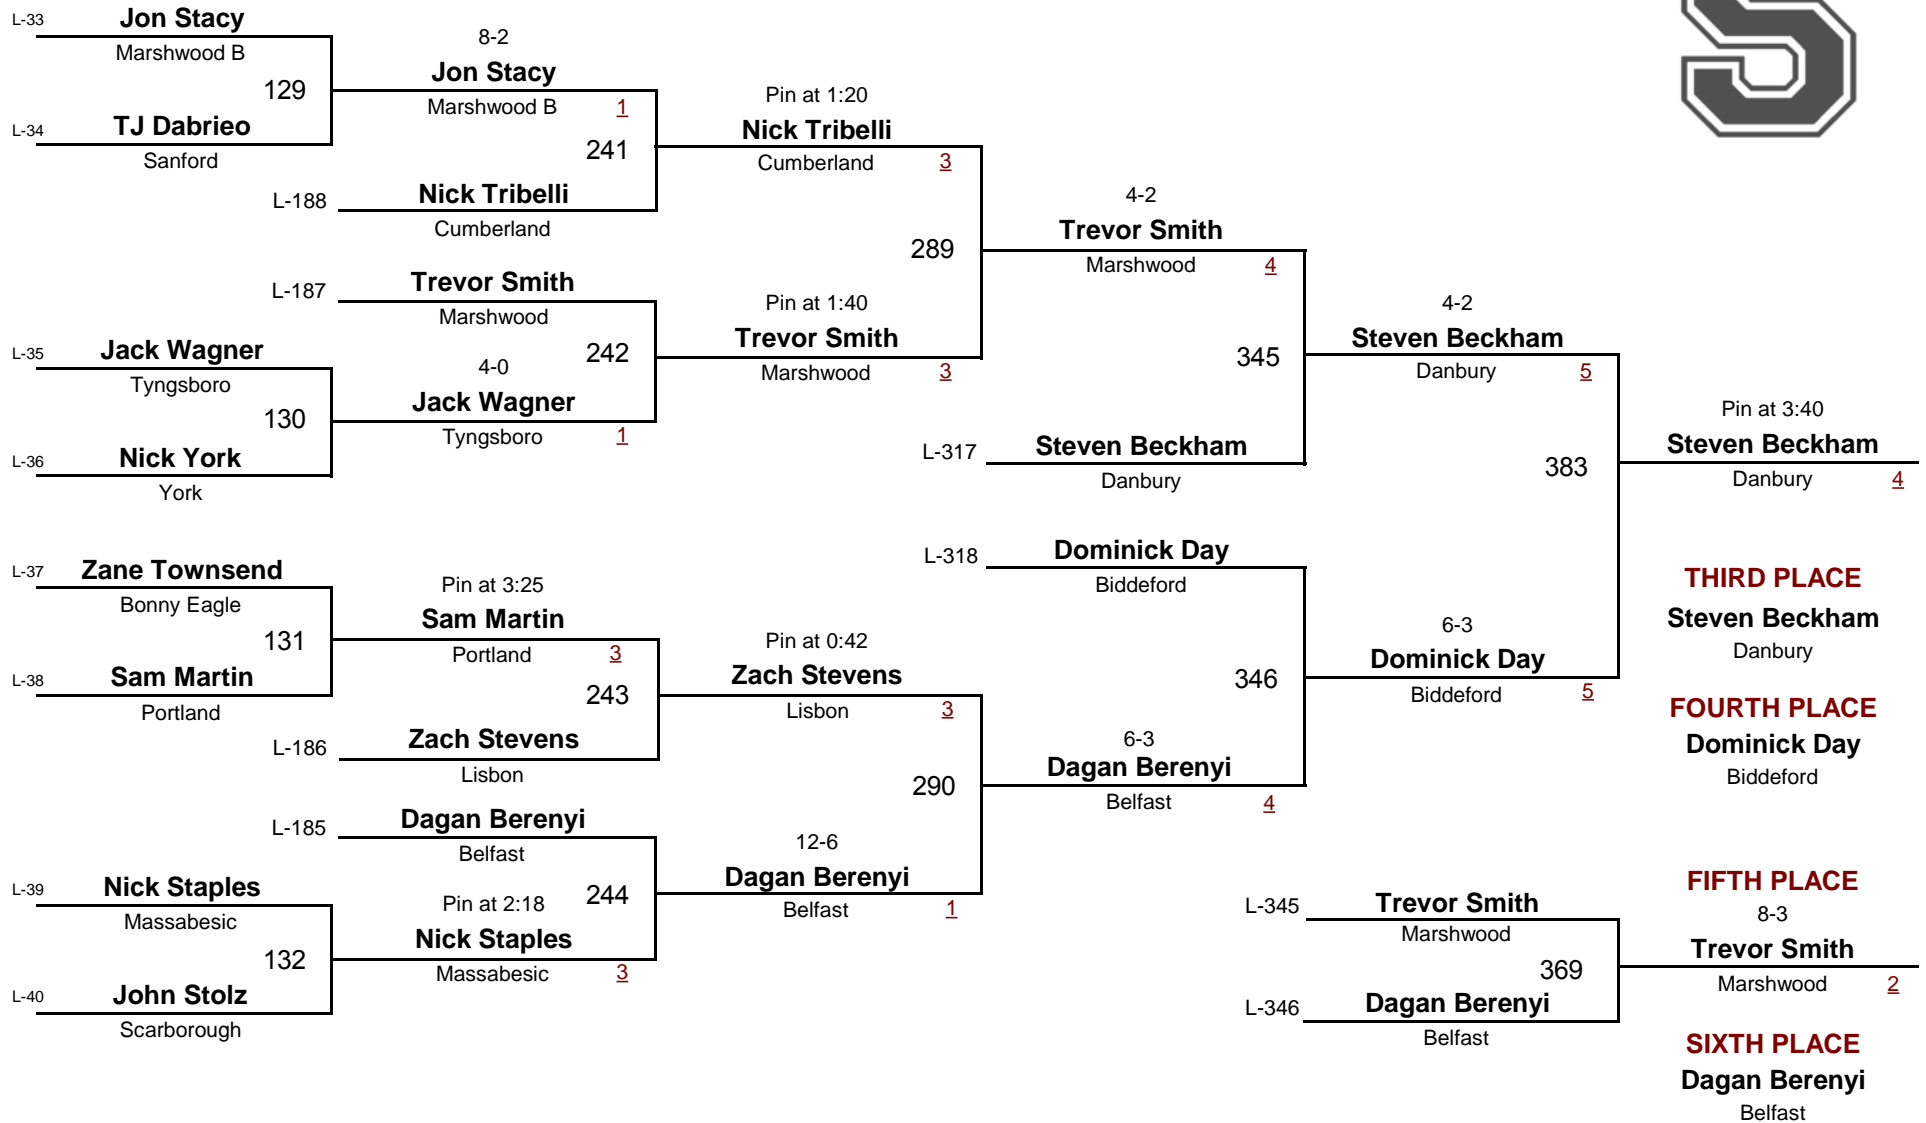 L-33
Jon Stacy
Marshwood B
129
L-34
TJ Dabrieo
Sanford
8-2
Jon Stacy
Marshwood B
1
241
L-188
Nick Tribelli
Cumberland
Pin at 1:20
Nick Tribelli
Cumberland
3
L-187
Trevor Smith
Marshwood
242
L-35
Jack Wagner
Tyngsboro
130
L-36
Nick York
York
4-0
Jack Wagner
Tyngsboro
1
Pin at 1:40
Trevor Smith
Marshwood
3
289
4-2
Trevor Smith
Marshwood
4
345
L-317
Steven Beckham
Danbury
4-2
Steven Beckham
Danbury
5
383
Pin at 3:40
Steven Beckham
Danbury
4
L-37
Zane Townsend
Bonny Eagle
131
L-38
Sam Martin
Portland
Pin at 3:25
Sam Martin
Portland
3
243
L-186
Zach Stevens
Lisbon
Pin at 0:42
Zach Stevens
Lisbon
3
L-185
Dagan Berenyi
Belfast
244
L-39
Nick Staples
Massabesic
132
L-40
John Stolz
Scarborough
Pin at 2:18
Nick Staples
Massabesic
3
12-6
Dagan Berenyi
Belfast
1
290
L-318
Dominick Day
Biddeford
346
6-3
Dagan Berenyi
Belfast
4
6-3
Dominick Day
Biddeford
5
THIRD PLACE
Steven Beckham
Danbury
FOURTH PLACE
Dominick Day
Biddeford
L-345
Trevor Smith
Marshwood
369
L-346
Dagan Berenyi
Belfast
FIFTH PLACE
8-3
Trevor Smith
Marshwood
2
SIXTH PLACE
Dagan Berenyi
Belfast
S